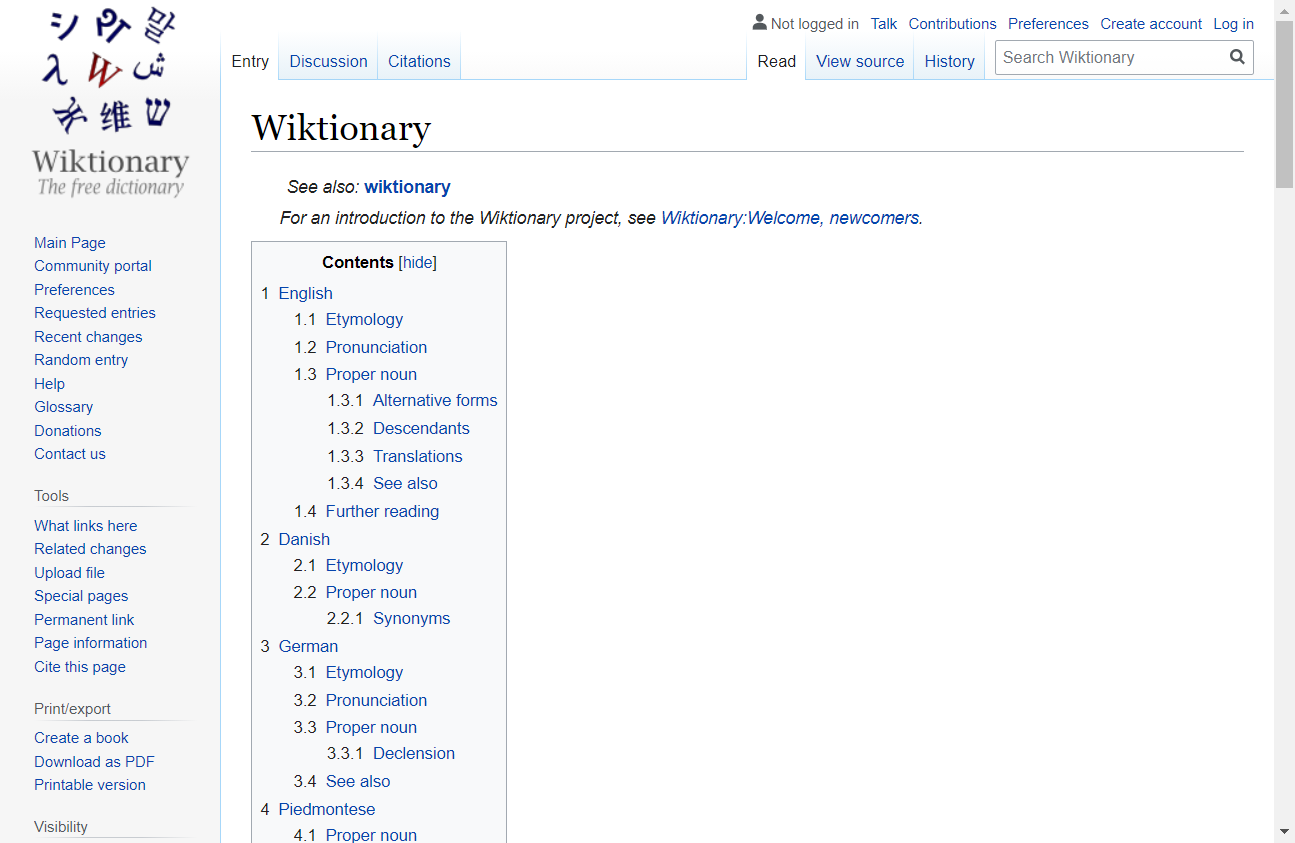 シ Რ 말
λ W ش
维 ש
Wiktionary
The free dictionary
Main Page
Community portal
Preferences
Requested entries
Recent changes
Random entry
Help
Glossary
Donations
Contact us
Tools
What links here
Related changes
Upload file
Special pages
Permanent link
Page information
Cite this page
Print/export
Create a book
Download as PDF
Printable version
Visibility
Not logged in Talk Contributions Preferences Create account Log in
Entry Discussion Citations Read View source History Search Wiktionary
Wiktionary
See also: wiktionary
For an introduction to the Wiktionary project, see Wiktionary:Welcome, newcomers.
Contents [hide]
1 English
1.1 Etymology
1.2 Pronunciation
1.3 Proper noun
1.3.1 Alternative forms
1.3.2 Descendants
1.3.3 Translations
1.3.4 See also
1.4 Further reading
2 Danish
2.1 Etymology
2.2 Proper noun
2.2.1 Synonyms
3 German
3.1 Etymology
3.2 Pronunciation
3.3 Proper noun
3.3.1 Declension
3.4 See also
4 Piedmontese
4.1 Proper noun